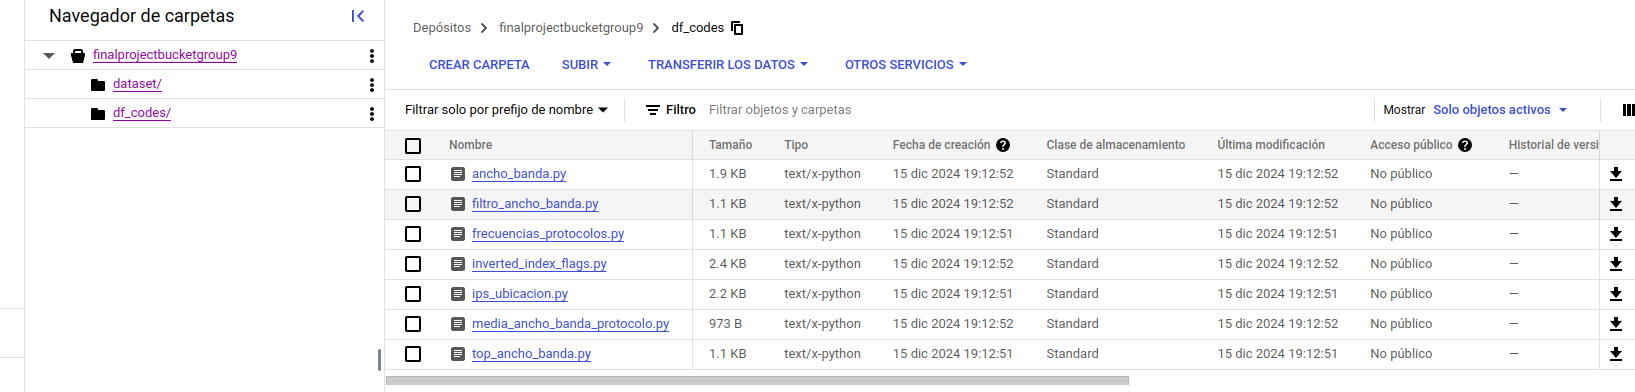 Navegador de carpetas
finalprojectbucketgroup9
dataset/
df_codes/
Depósitos > finalprojectbucketgroup9 > df_codes
CREAR CARPETA SUBIR TRANSFERIR LOS DATOS OTROS SERVICIOS
Filtrar solo por prefijo de nombre Filtro Filtrar objetos y carpetas Mostrar Solo objetos activos
Nombre Tamaño Tipo Fecha de creación Clase de almacenamiento Última modificación Acceso público Historial de versi
ancho_banda.py 1.9 KB text/x-python 15 dic 2024 19:12:52 Standard 15 dic 2024 19:12:52 No público —
filtro_ancho_banda.py 1.1 KB text/x-python 15 dic 2024 19:12:52 Standard 15 dic 2024 19:12:52 No público —
frecuencias_protocolos.py 1.1 KB text/x-python 15 dic 2024 19:12:51 Standard 15 dic 2024 19:12:51 No público —
inverted_index_flags.py 2.4 KB text/x-python 15 dic 2024 19:12:52 Standard 15 dic 2024 19:12:52 No público —
ips_ubicacion.py 2.2 KB text/x-python 15 dic 2024 19:12:51 Standard 15 dic 2024 19:12:51 No público —
media_ancho_banda_protocolo.py 973 B text/x-python 15 dic 2024 19:12:52 Standard 15 dic 2024 19:12:52 No público —
top_ancho_banda.py 1.1 KB text/x-python 15 dic 2024 19:12:51 Standard 15 dic 2024 19:12:51 No público —